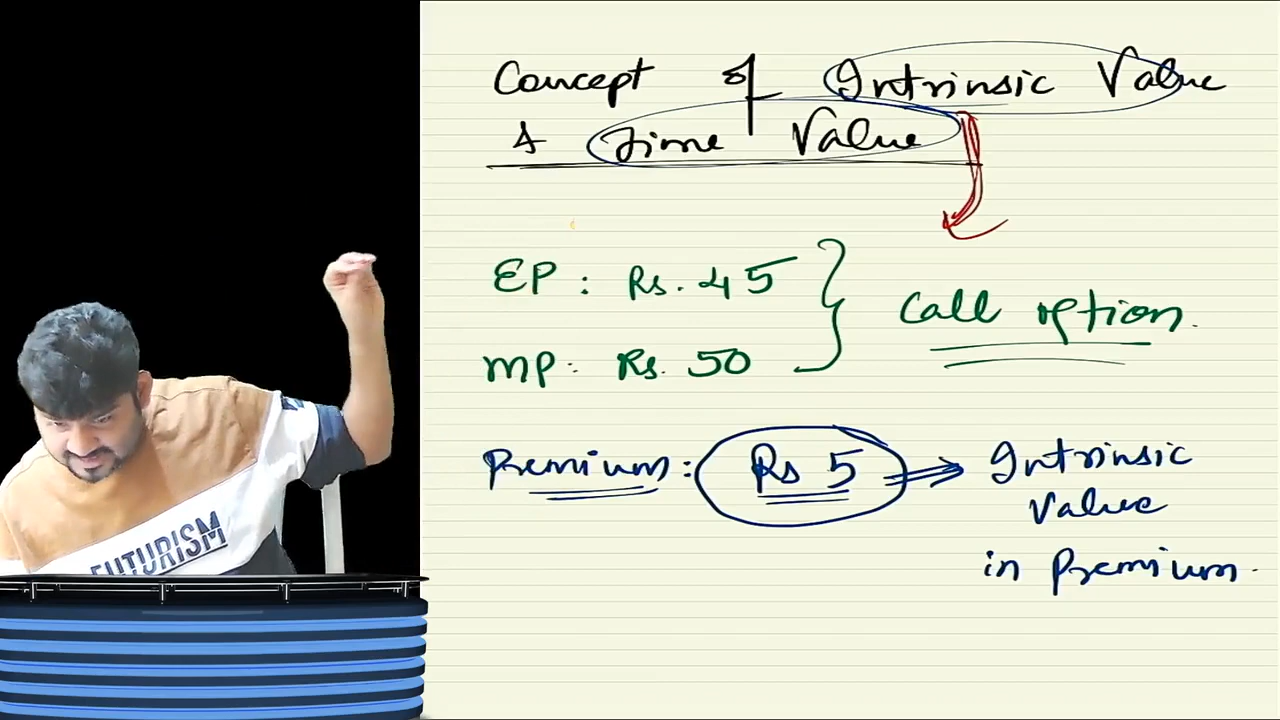 Concept of Intrinsic Value
& Time Value
EP : Rs. 45
MP: Rs. 50
Call option.
Premium: Rs 5 ⇒ Intrinsic
Value
in Premium.
FUTURISM